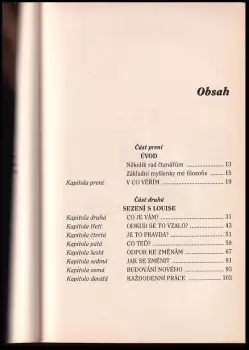 Obsah
Část první
ÚVOD
Několik rad čtenářům 13
Základní myšlenky mé filozofie 15
Kapitola první V CO VĚŘÍM 19
Část druhá
SEZENÍ S LOUISE
Kapitola druhá CO JE VÁM? 31
Kapitola třetí ODKUD SE TO VZALO? 43
Kapitola čtvrtá JE TO PRAVDA? 51
Kapitola pátá CO TEĎ? 59
Kapitola šestá ODPOR KE ZMĚNÁM 67
Kapitola sedmá JAK SE ZMĚNIT 81
Kapitola osmá BUDOVÁNÍ NOVÉHO 93
Kapitola devátá KAŽDODENNÍ PRÁCE 103